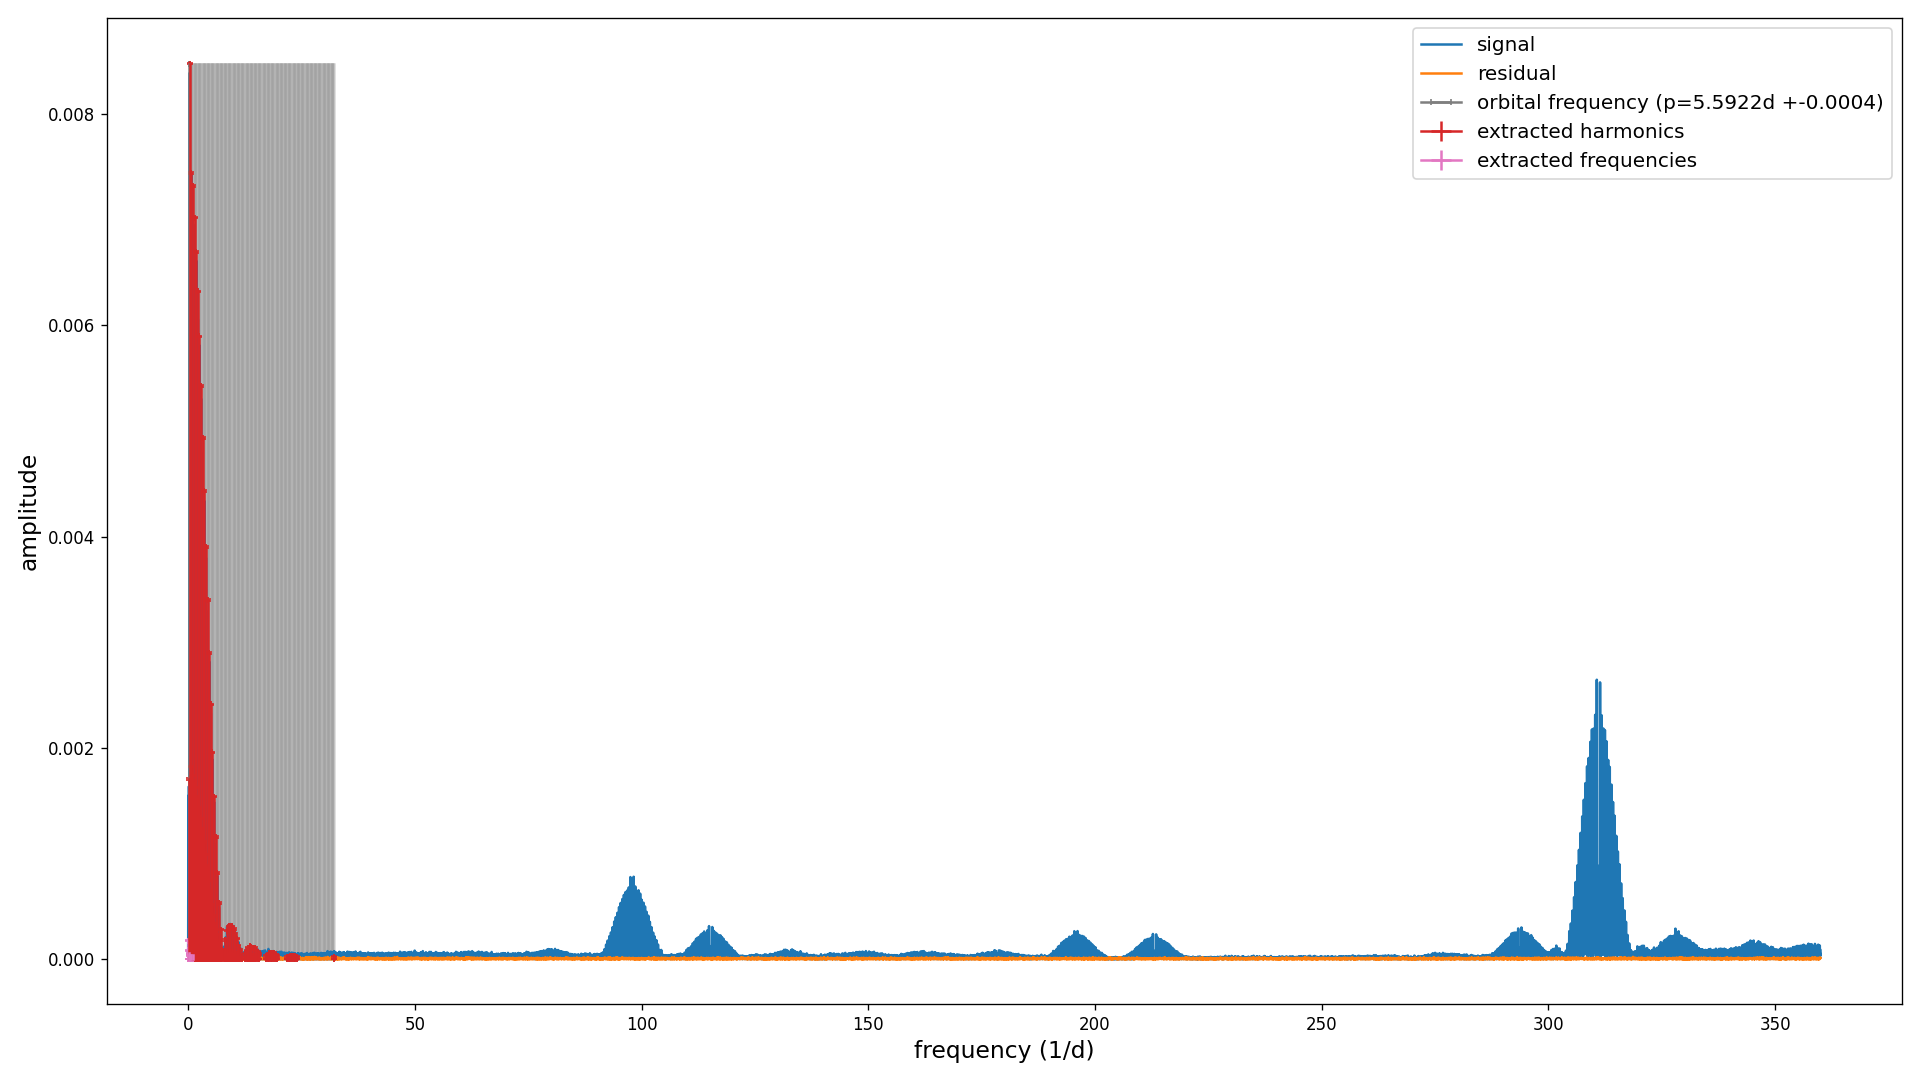 signal
residual
orbital frequency (p=5.5922d +-0.0004)
extracted harmonics
extracted frequencies
0.008
0.006
0.004
0.002
0.000
amplitude
0 50 100 150 200 250 300 350
frequency (1/d)